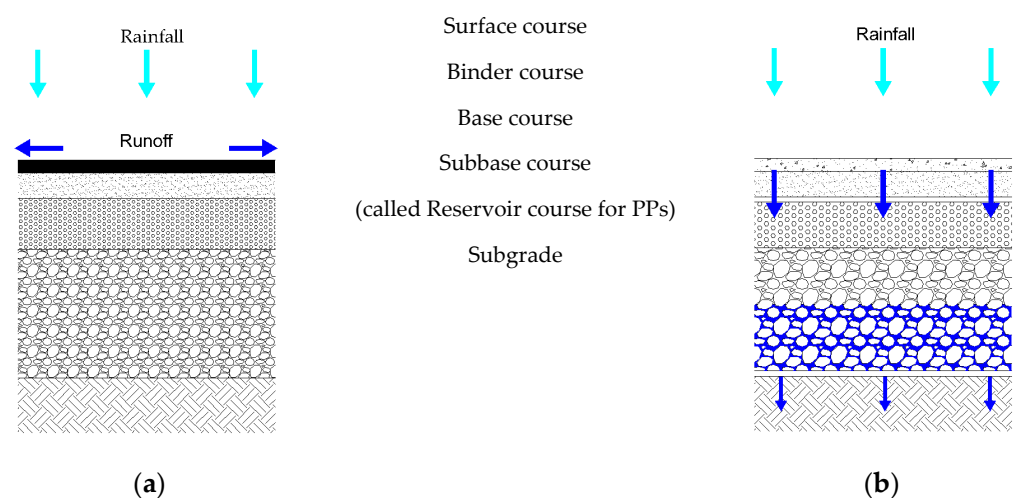 Rainfall
Runoff
(a)
Surface course
Binder course
Base course
Subbase course
(called Reservoir course for PPs)
Subgrade
Rainfall
(b)